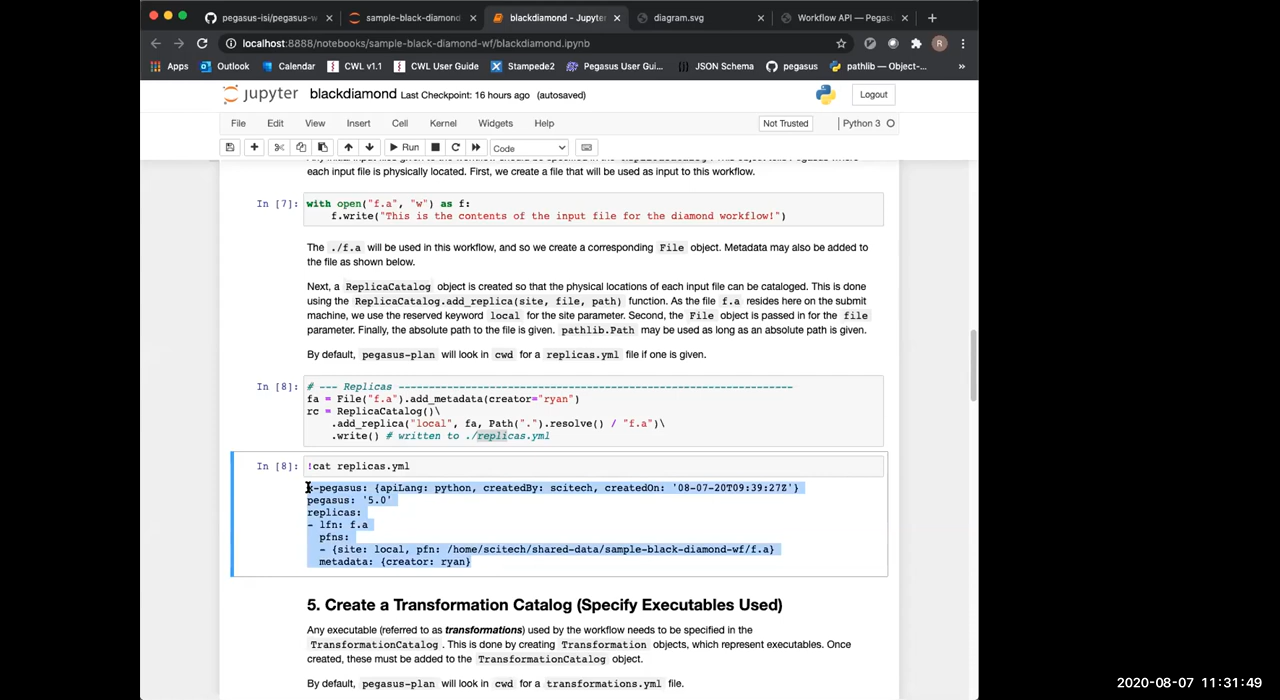 pegasus-isi/pegasus-w
sample-black-diamond
blackdiamond - Jupyter
diagram.svg
Workflow API — Pegas
localhost:8888/notebooks/sample-black-diamond-wf/blackdiamond.ipynb
R
Apps
Outlook
Calendar
CWL v1.1
CWL User Guide
Stampede2
Pegasus User Gui...
JSON Schema
pegasus
pathlib — Object-...
»
jupyter
blackdiamond Last Checkpoint: 16 hours ago (autosaved)
Logout
File Edit View Insert Cell Kernel Widgets Help
Not Trusted
Python 3
Run
Code
each input file is physically located. First, we create a file that will be used as input to this workflow.
In [7]: with open("f.a", "w") as f:
f.write("This is the contents of the input file for the diamond workflow!")
The ./f.a will be used in this workflow, and so we create a corresponding File object. Metadata may also be added to
the file as shown below.
Next, a ReplicaCatalog object is created so that the physical locations of each input file can be cataloged. This is done
using the ReplicaCatalog.add_replica(site, file, path) function. As the file f.a resides here on the submit
machine, we use the reserved keyword local for the site parameter. Second, the File object is passed in for the file
parameter. Finally, the absolute path to the file is given. pathlib.Path may be used as long as an absolute path is given.
By default, pegasus-plan will look in cwd for a replicas.yml file if one is given.
In [8]: # --- Replicas -----------------------------------------------------------------
fa = File("f.a").add_metadata(creator="ryan")
rc = ReplicaCatalog()\
.add_replica("local", fa, Path(".").resolve() / "f.a")\
.write() # written to ./replicas.yml
In [8]: !cat replicas.yml
x-pegasus: {apiLang: python, createdBy: scitech, createdOn: '08-07-20T09:39:27Z'}
pegasus: '5.0'
replicas:
- lfn: f.a
pfns:
- {site: local, pfn: /home/scitech/shared-data/sample-black-diamond-wf/f.a}
metadata: {creator: ryan}
5. Create a Transformation Catalog (Specify Executables Used)
Any executable (referred to as transformations) used by the workflow needs to be specified in the
TransformationCatalog . This is done by creating Transformation objects, which represent executables. Once
created, these must be added to the TransformationCatalog object.
By default, pegasus-plan will look in cwd for a transformations.yml file.
2020-08-07 11:31:49